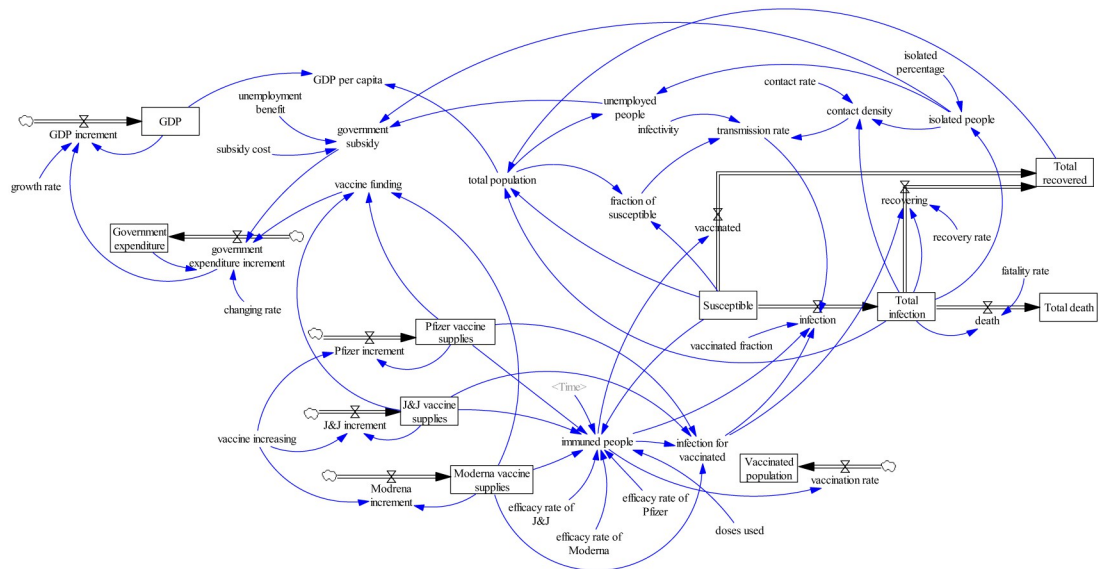 isolated
percentage
GDP per capita
contact rate
unemployment
benefit
unemployed
people
GDP
contact density
isolated people
GDP increment
infectivity
transmission rate
government
subsidy
subsidy cost
Total
recovered
growth rate
vaccine funding
total population
fraction of
susceptible
recovering
vaccinated
Government
expenditure
government
expenditure increment
recovery rate
fatality rate
changing rate
Susceptible
Total
infection
Total death
infection
death
Pfizer vaccine
supplies
Pfizer increment
vaccinated fraction
<Time>
J&J vaccine
supplies
J&J increment
vaccine increasing
immuned people
infection for
vaccinated
Vaccinated
population
Moderna vaccine
supplies
Modrena
increment
vaccination rate
efficacy rate of
J&J
efficacy rate of
Pfizer
efficacy rate of
Moderna
doses used